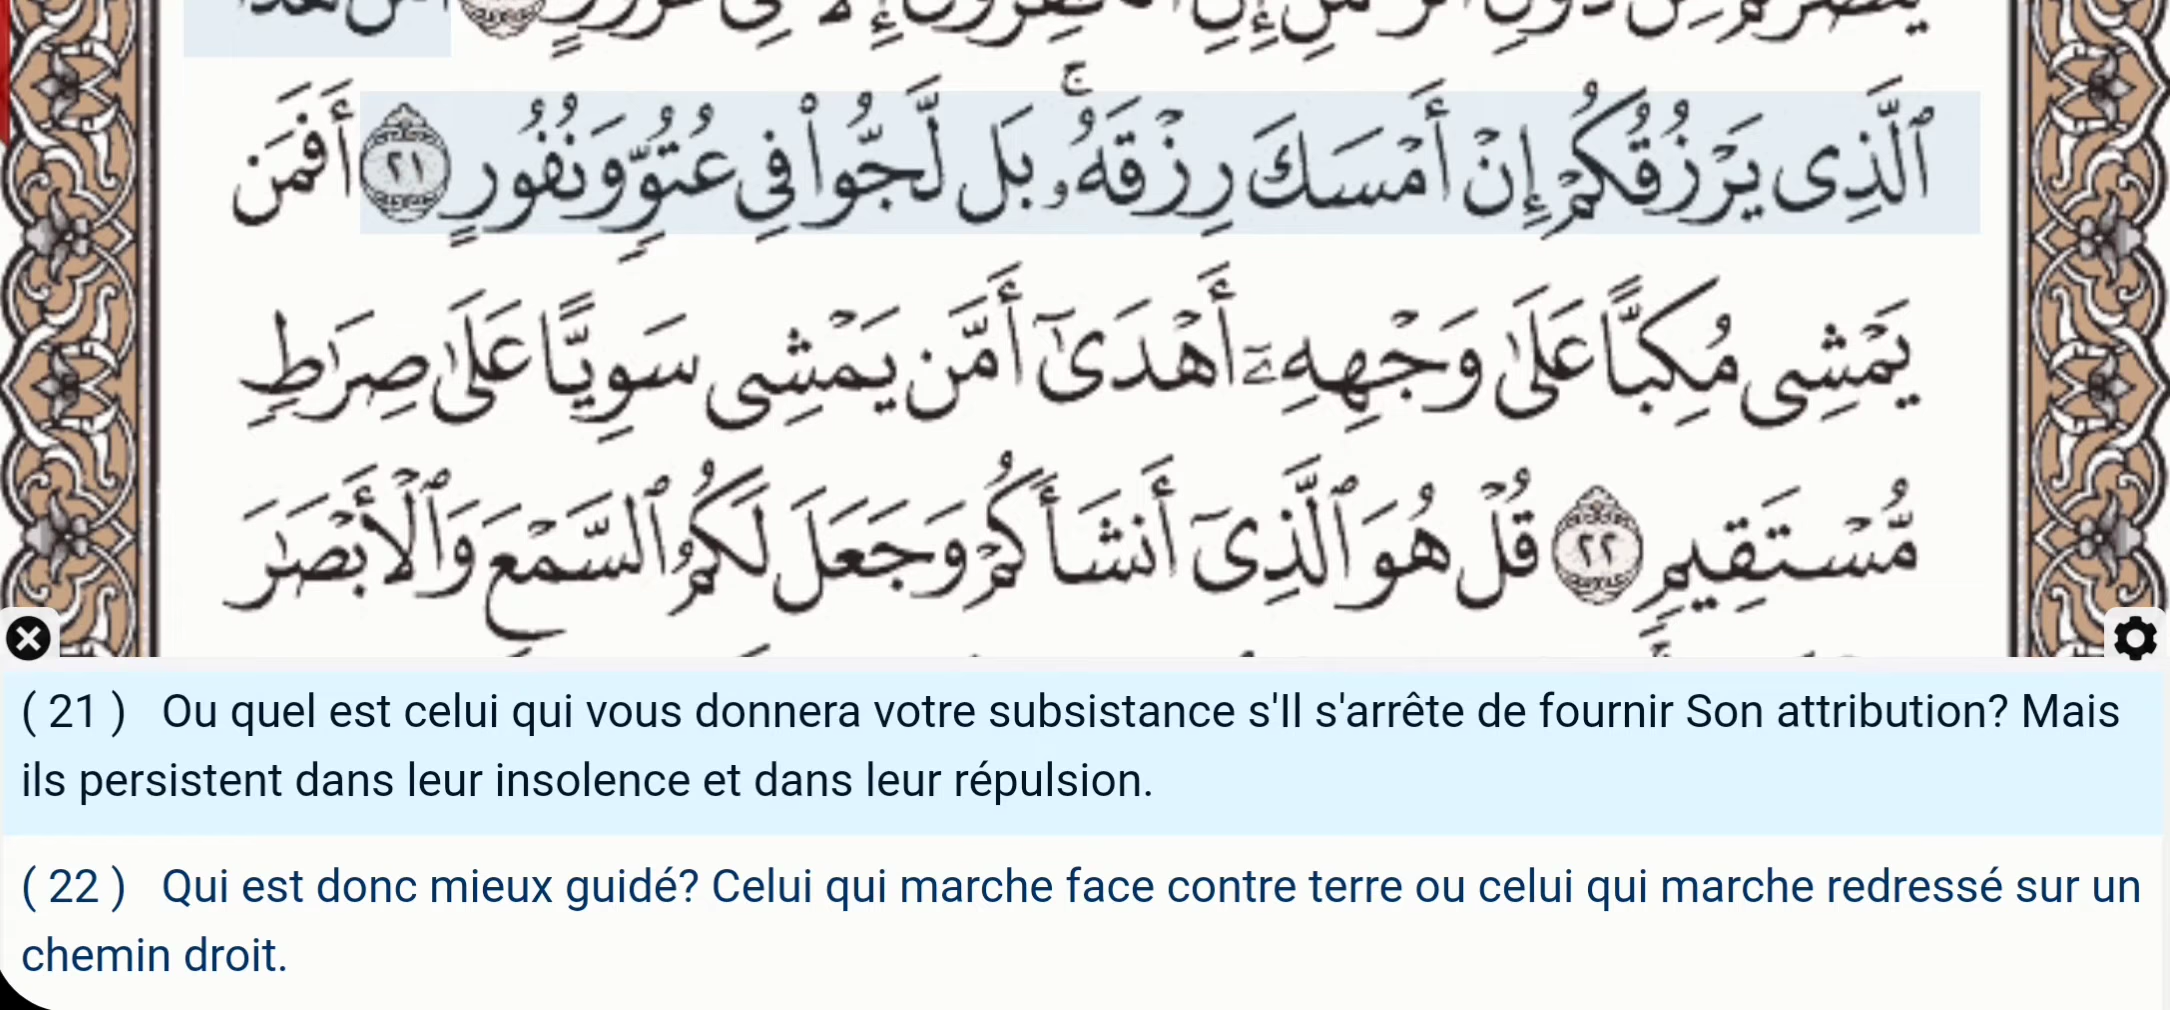 ٱلَّذِى يَرْزُقُكُمْ إِنْ أَمْسَكَ رِزْقَهُۥ ۚ بَل لَّجُّوا۟ فِى عُتُوٍّ وَنُفُورٍ ٢١ أَفَمَن
يَمْشِى مُكِبًّا عَلَىٰ وَجْهِهِۦٓ أَهْدَىٰٓ أَمَّن يَمْشِى سَوِيًّا عَلَىٰ صِرَٰطٍ
مُّسْتَقِيمٍ ٢٢ قُلْ هُوَ ٱلَّذِىٓ أَنشَأَكُمْ وَجَعَلَ لَكُمُ ٱلسَّمْعَ وَٱلْأَبْصَٰرَ
( 21 ) Ou quel est celui qui vous donnera votre subsistance s'Il s'arrête de fournir Son attribution? Mais
ils persistent dans leur insolence et dans leur répulsion.
( 22 ) Qui est donc mieux guidé? Celui qui marche face contre terre ou celui qui marche redressé sur un
chemin droit.